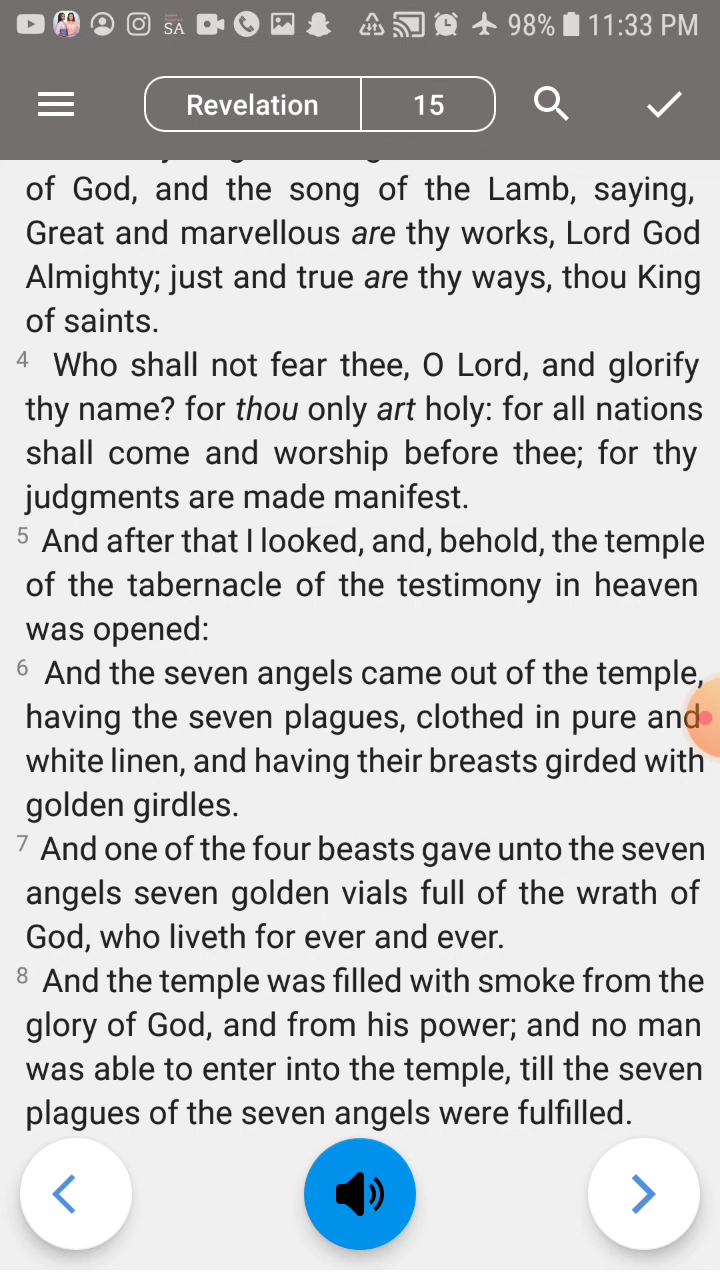 SA 98% 11:33 PM
Revelation 15
of God, and the song of the Lamb, saying,
Great and marvellous are thy works, Lord God
Almighty; just and true are thy ways, thou King
of saints.
4 Who shall not fear thee, O Lord, and glorify
thy name? for thou only art holy: for all nations
shall come and worship before thee; for thy
judgments are made manifest.
5 And after that I looked, and, behold, the temple
of the tabernacle of the testimony in heaven
was opened:
6 And the seven angels came out of the temple,
having the seven plagues, clothed in pure and
white linen, and having their breasts girded with
golden girdles.
7 And one of the four beasts gave unto the seven
angels seven golden vials full of the wrath of
God, who liveth for ever and ever.
8 And the temple was filled with smoke from the
glory of God, and from his power; and no man
was able to enter into the temple, till the seven
plagues of the seven angels were fulfilled.